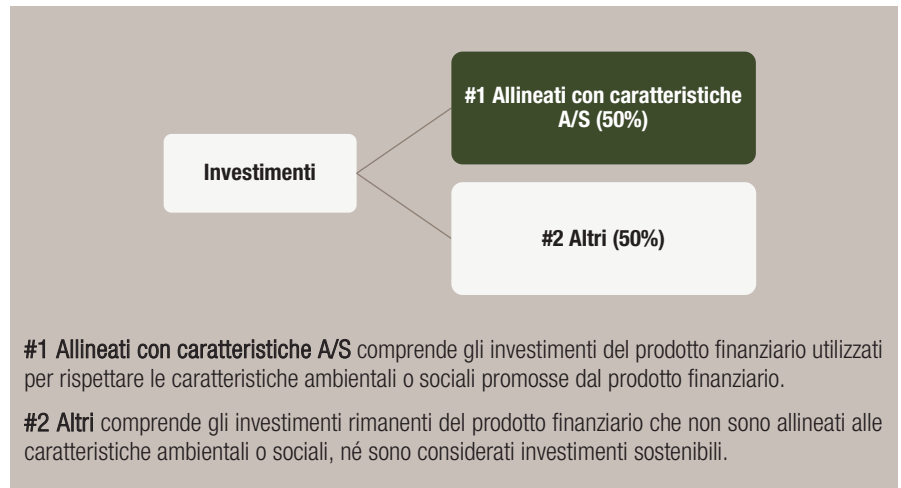 #1 Allineati con caratteristiche
A/S (50%)
Investimenti
#2 Altri (50%)
#1 Allineati con caratteristiche A/S comprende gli investimenti del prodotto finanziario utilizzati
per rispettare le caratteristiche ambientali o sociali promosse dal prodotto finanziario.
#2 Altri comprende gli investimenti rimanenti del prodotto finanziario che non sono allineati alle
caratteristiche ambientali o sociali, né sono considerati investimenti sostenibili.